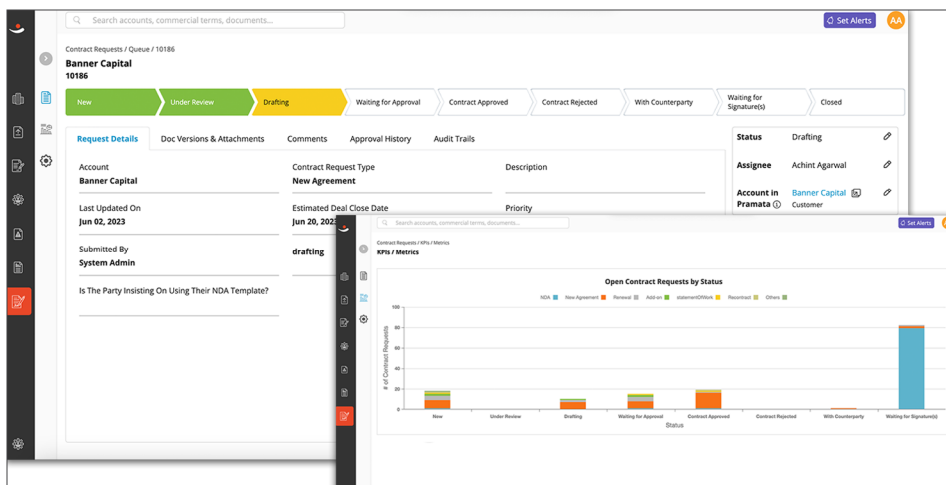 Search accounts, commercial terms, documents...
Set Alerts
AA
Contract Requests / Queue / 10186
Banner Capital
10186
New
Under Review
Drafting
Waiting for Approval
Contract Approved
Contract Rejected
With Counterparty
Waiting for
Signature(s)
Closed
Request Details
Doc Versions & Attachments
Comments
Approval History
Audit Trails
Account
Banner Capital
Contract Request Type
New Agreement
Description
Last Updated On
Jun 02, 2023
Estimated Deal Close Date
Jun 20, 202
Priority
Submitted By
System Admin
drafting
Is The Party Insisting On Using Their NDA Template?
Status
Drafting
Assignee
Achint Agarwal
Account in
Pramata
Banner Capital
Customer
Search accounts, commercial terms, documents...
Set Alerts
Contract Requests / KPIs / Metrics
KPIs / Metrics
Open Contract Requests by Status
NDA New Agreement Renewal Add-on statementOfWork Recontract Others
# of Contract Requests
100
80
60
40
20
0
New
Under Review
Drafting
Waiting for Approval
Contract Approved
Contract Rejected
With Counterparty
Waiting for Signature(s)
Status